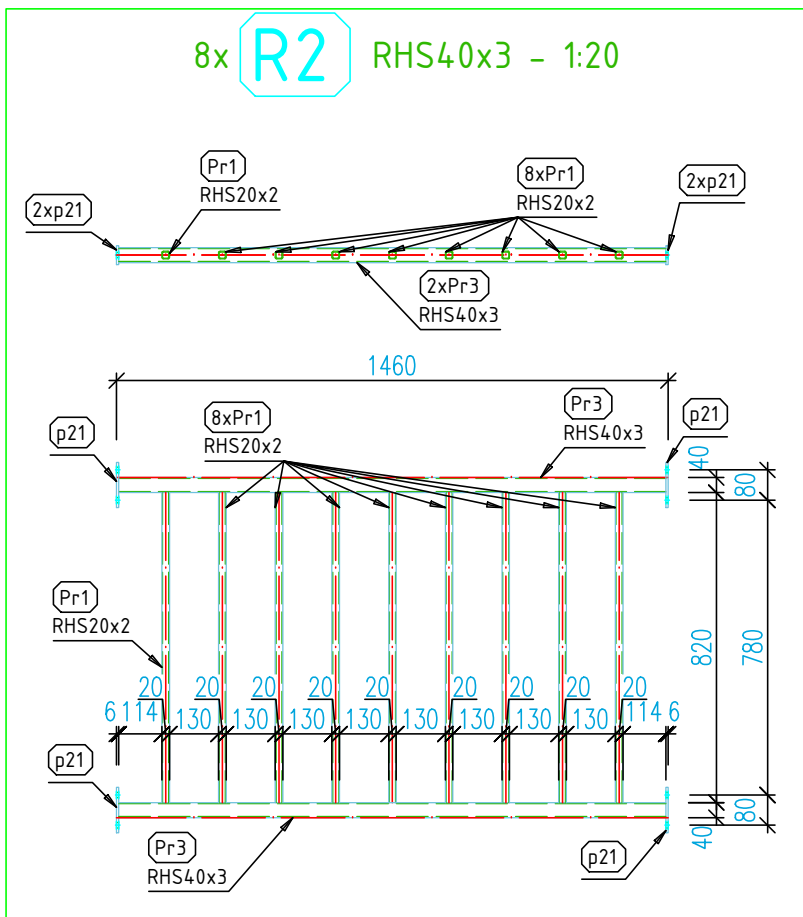 8x R2 RHS40x3 - 1:20
Pr1
RHS20x2
8xPr1
RHS20x2
2xp21
2xp21
2xPr3
RHS40x3
1460
p21
8xPr1
RHS20x2
Pr3
RHS40x3
p21
40
80
Pr1
RHS20x2
820
780
20 20 20 20 20 20 20 20 20
6 114 130 130 130 130 130 130 130 130 114 6
p21
Pr3
RHS40x3
p21
40
80